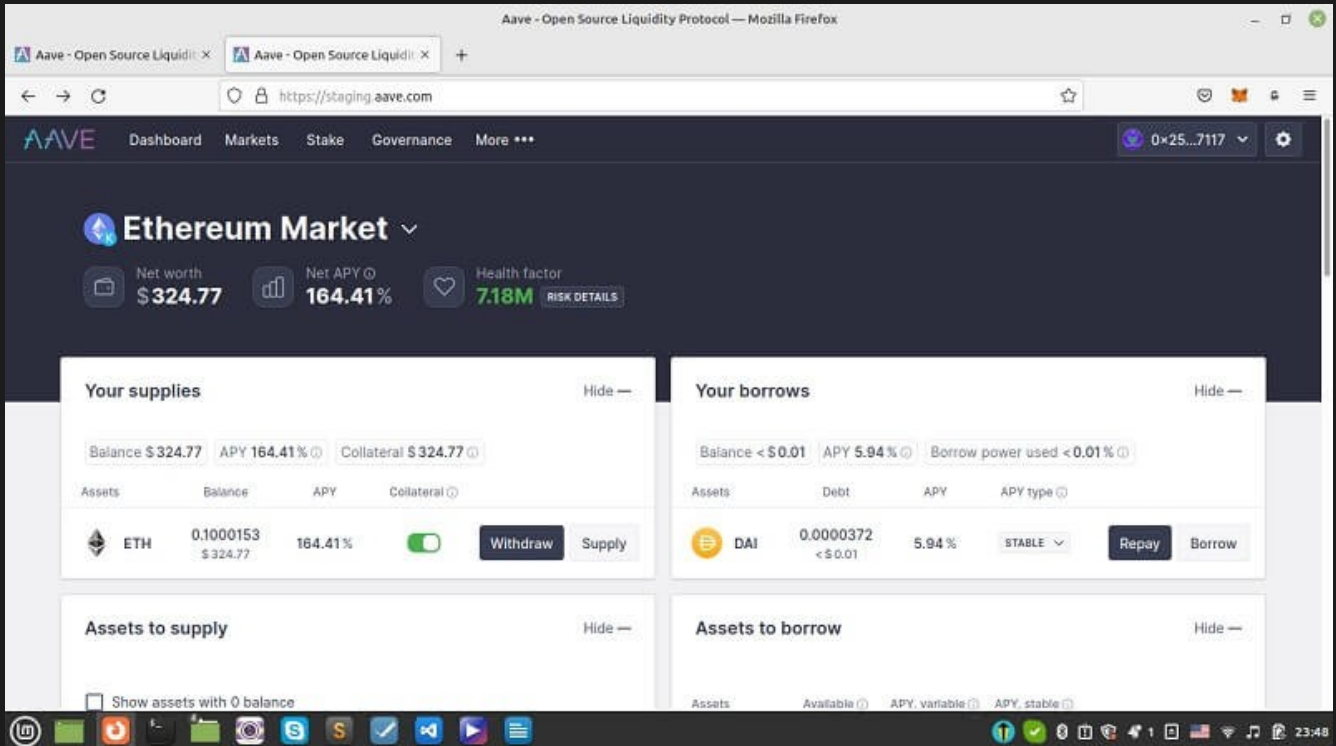 Aave - Open Source Liquidity Protocol — Mozilla Firefox
Aave - Open Source Liquidit
Aave - Open Source Liquidit
https://staging.aave.com
AAVE Dashboard Markets Stake Governance More ••• 0×25...7117
Ethereum Market
Net worth Net APY Health factor
$324.77 164.41% 7.18M RISK DETAILS
Your supplies Hide —
Balance $324.77 APY 164.41% Collateral $324.77
Assets Balance APY Collateral
ETH 0.1000153 164.41% Withdraw Supply
$324.77
Your borrows Hide —
Balance <$0.01 APY 5.94% Borrow power used <0.01%
Assets Debt APY APY type
DAI 0.0000372 5.94% STABLE Repay Borrow
<$0.01
Assets to supply Hide —
Show assets with 0 balance
Assets to borrow Hide —
Assets Available APY, variable APY, stable
23:48